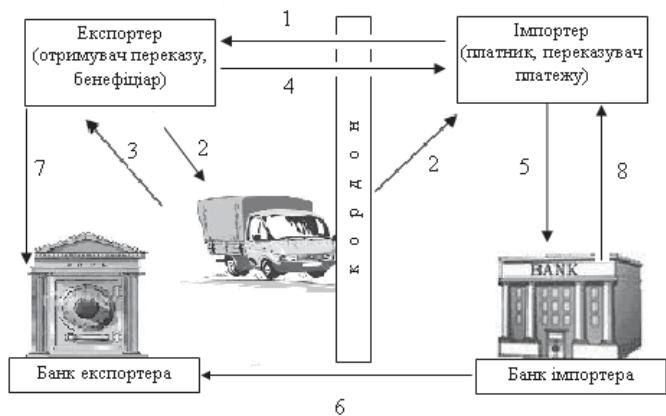 1
Експортер
(отримувач переказу,
бенефіціар)
Імпортер
(платник, переказувач
платежу)
4
7
3
2
кордон
2
5
8
BANK
Банк експортера
Банк імпортера
6